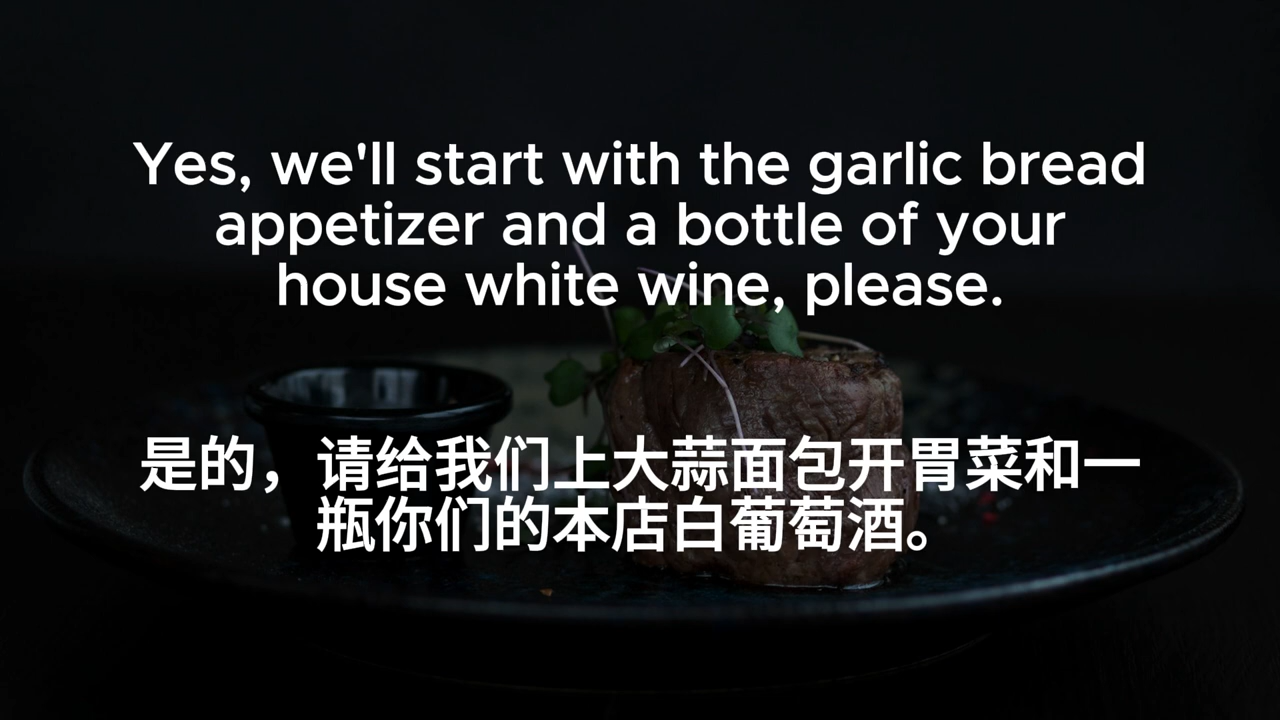 Yes, we'll start with the garlic bread
appetizer and a bottle of your
house white wine, please.
是的，请给我们上大蒜面包开胃菜和一
瓶你们的本店白葡萄酒。